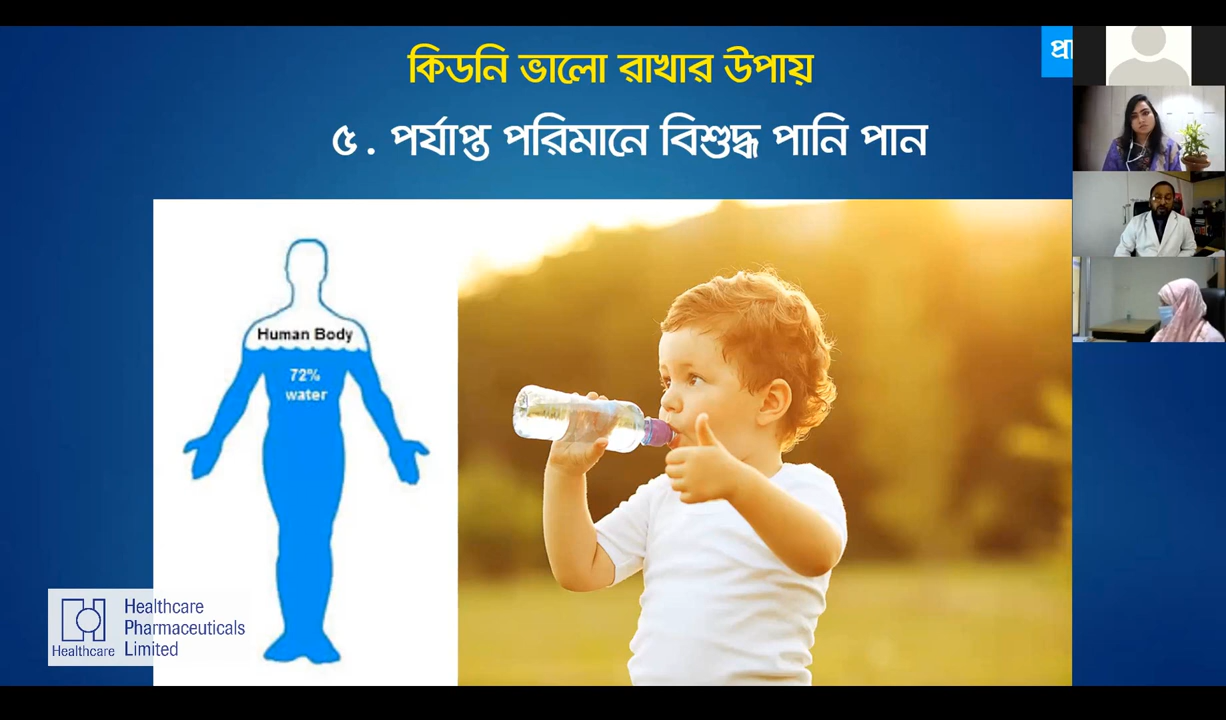 কিডনি ভালো রাখার উপায়
প্রা
৫. পর্যাপ্ত পরিমানে বিশুদ্ধ পানি পান
Human Body
72%
water
Healthcare
Pharmaceuticals
Limited
Healthcare